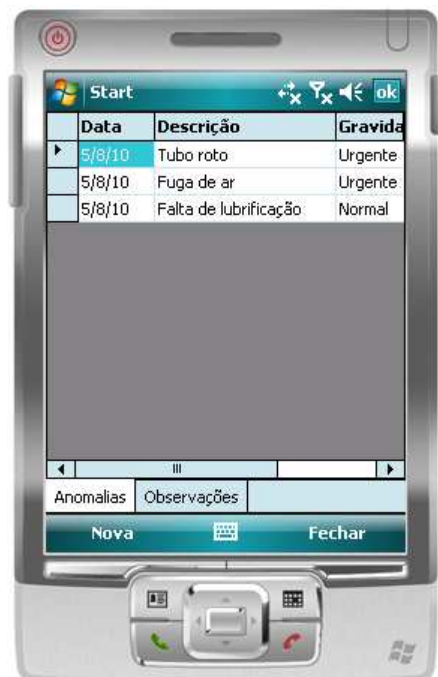 Start ok
Data Descrição Gravida
5/8/10 Tubo roto Urgente
5/8/10 Fuga de ar Urgente
5/8/10 Falta de lubrificação Normal
Anomalias Observações
Nova Fechar